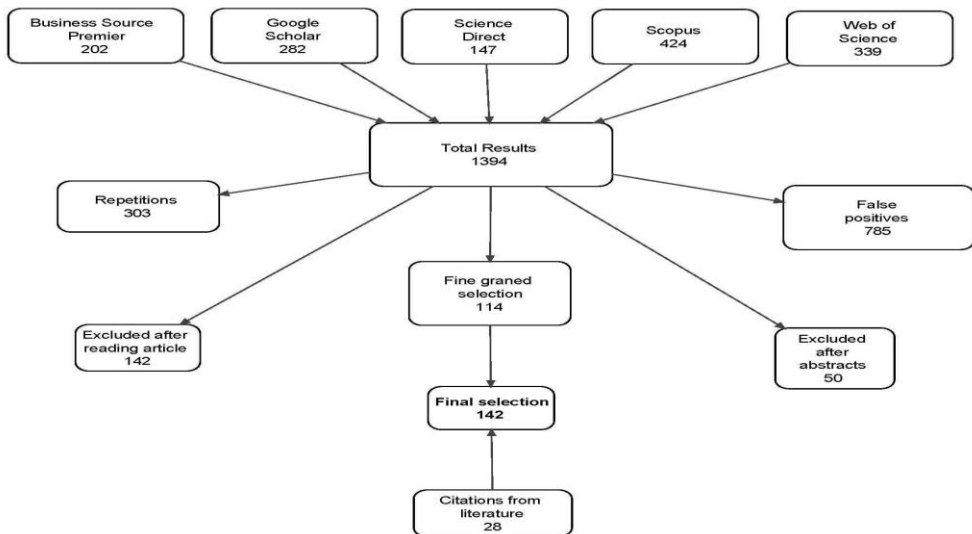 Business Source
Premier
202
Google
Scholar
282
Science
Direct
147
Scopus
424
Web of
Science
339
Total Results
1394
Repetitions
303
False
positives
785
Fine graned
selection
114
Excluded after
reading article
142
Excluded
after
abstracts
50
Final selection
142
Citations from
literature
28